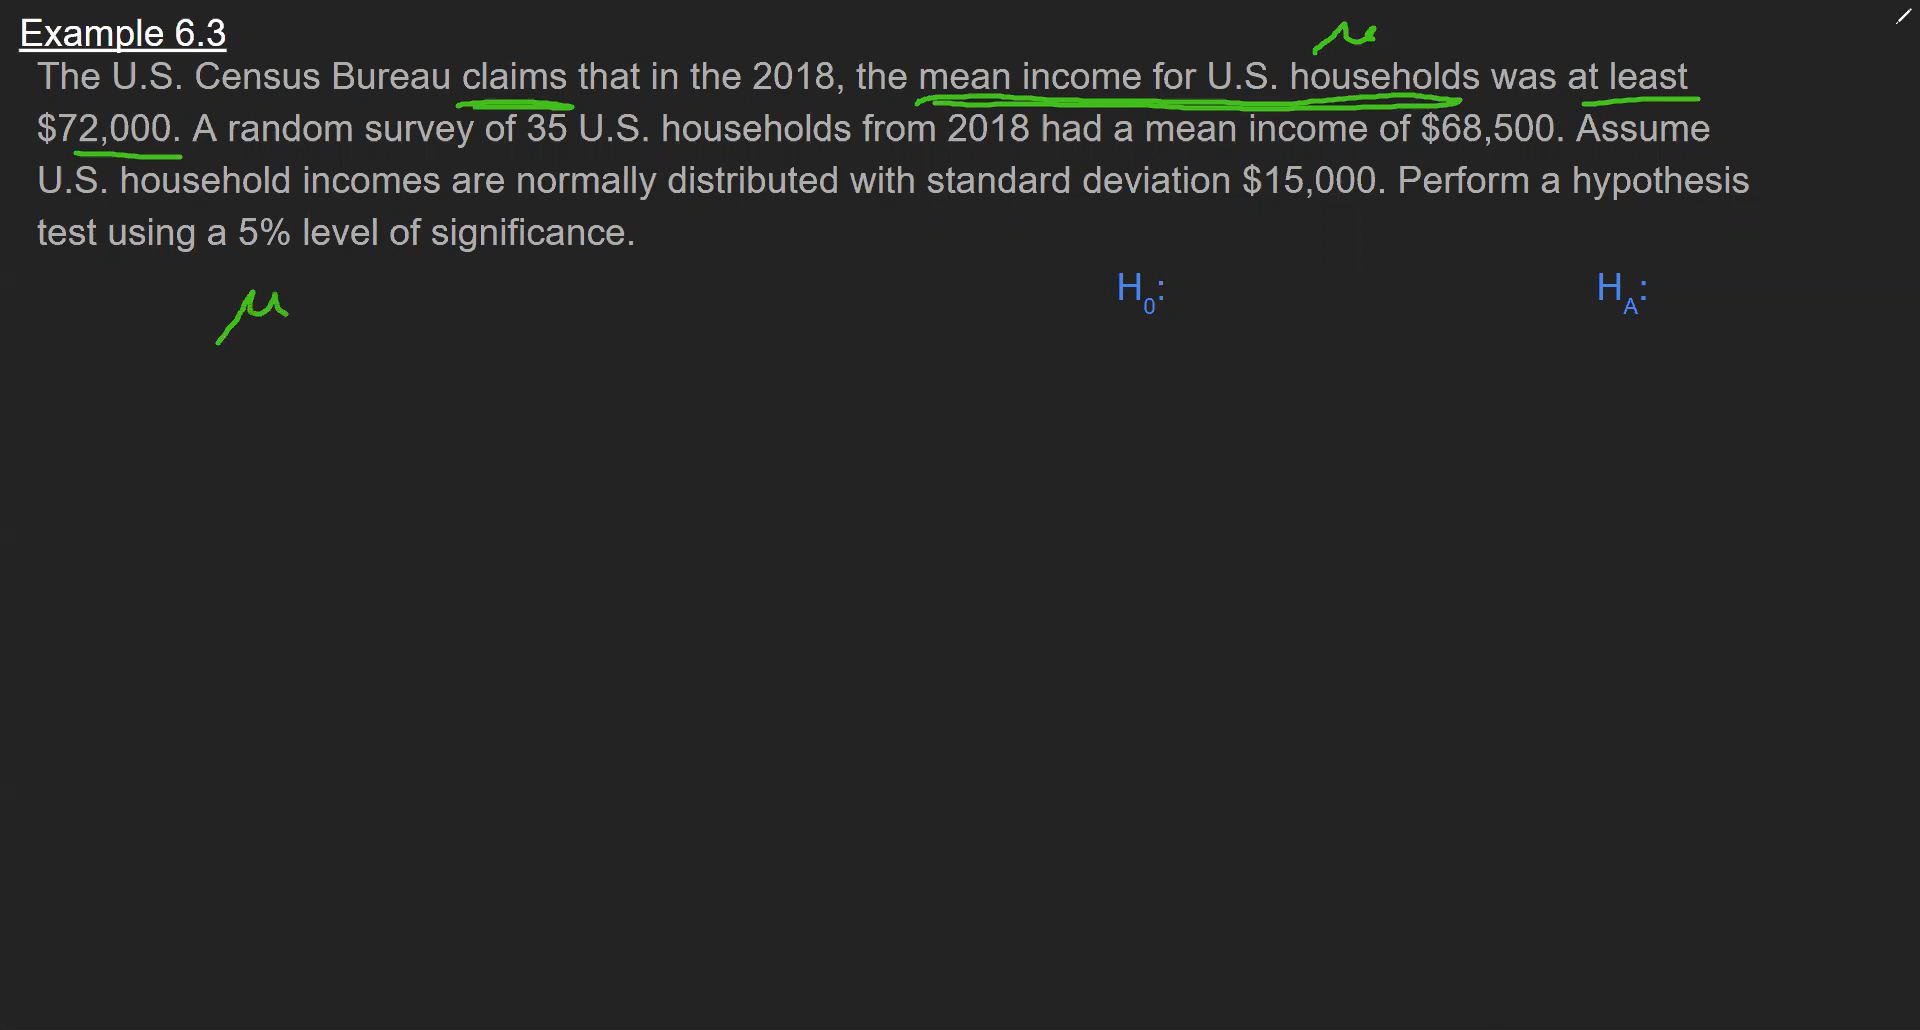 μ
Example 6.3
The U.S. Census Bureau claims that in the 2018, the mean income for U.S. households was at least
$72,000. A random survey of 35 U.S. households from 2018 had a mean income of $68,500. Assume
U.S. household incomes are normally distributed with standard deviation $15,000. Perform a hypothesis
test using a 5% level of significance.
H₀: H_A:
μ